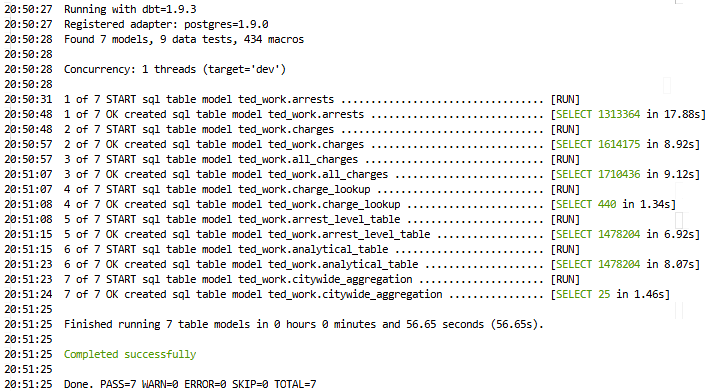 20:50:27 Running with dbt=1.9.3
20:50:27 Registered adapter: postgres=1.9.0
20:50:28 Found 7 models, 9 data tests, 434 macros
20:50:28
20:50:28 Concurrency: 1 threads (target='dev')
20:50:28
20:50:31 1 of 7 START sql table model ted_work.arrests .................................. [RUN]
20:50:48 1 of 7 OK created sql table model ted_work.arrests ............................. [SELECT 1313364 in 17.88s]
20:50:48 2 of 7 START sql table model ted_work.charges .................................. [RUN]
20:50:57 2 of 7 OK created sql table model ted_work.charges ............................. [SELECT 1614175 in 8.92s]
20:50:57 3 of 7 START sql table model ted_work.all_charges .............................. [RUN]
20:51:07 3 of 7 OK created sql table model ted_work.all_charges ......................... [SELECT 1710436 in 9.12s]
20:51:07 4 of 7 START sql table model ted_work.charge_lookup ............................ [RUN]
20:51:08 4 of 7 OK created sql table model ted_work.charge_lookup ....................... [SELECT 440 in 1.34s]
20:51:08 5 of 7 START sql table model ted_work.arrest_level_table ....................... [RUN]
20:51:15 5 of 7 OK created sql table model ted_work.arrest_level_table .................. [SELECT 1478204 in 6.92s]
20:51:15 6 of 7 START sql table model ted_work.analytical_table ......................... [RUN]
20:51:23 6 of 7 OK created sql table model ted_work.analytical_table .................... [SELECT 1478204 in 8.07s]
20:51:23 7 of 7 START sql table model ted_work.citywide_aggregation ..................... [RUN]
20:51:24 7 of 7 OK created sql table model ted_work.citywide_aggregation ................ [SELECT 25 in 1.46s]
20:51:25
20:51:25 Finished running 7 table models in 0 hours 0 minutes and 56.65 seconds (56.65s).
20:51:25
20:51:25 Completed successfully
20:51:25
20:51:25 Done. PASS=7 WARN=0 ERROR=0 SKIP=0 TOTAL=7